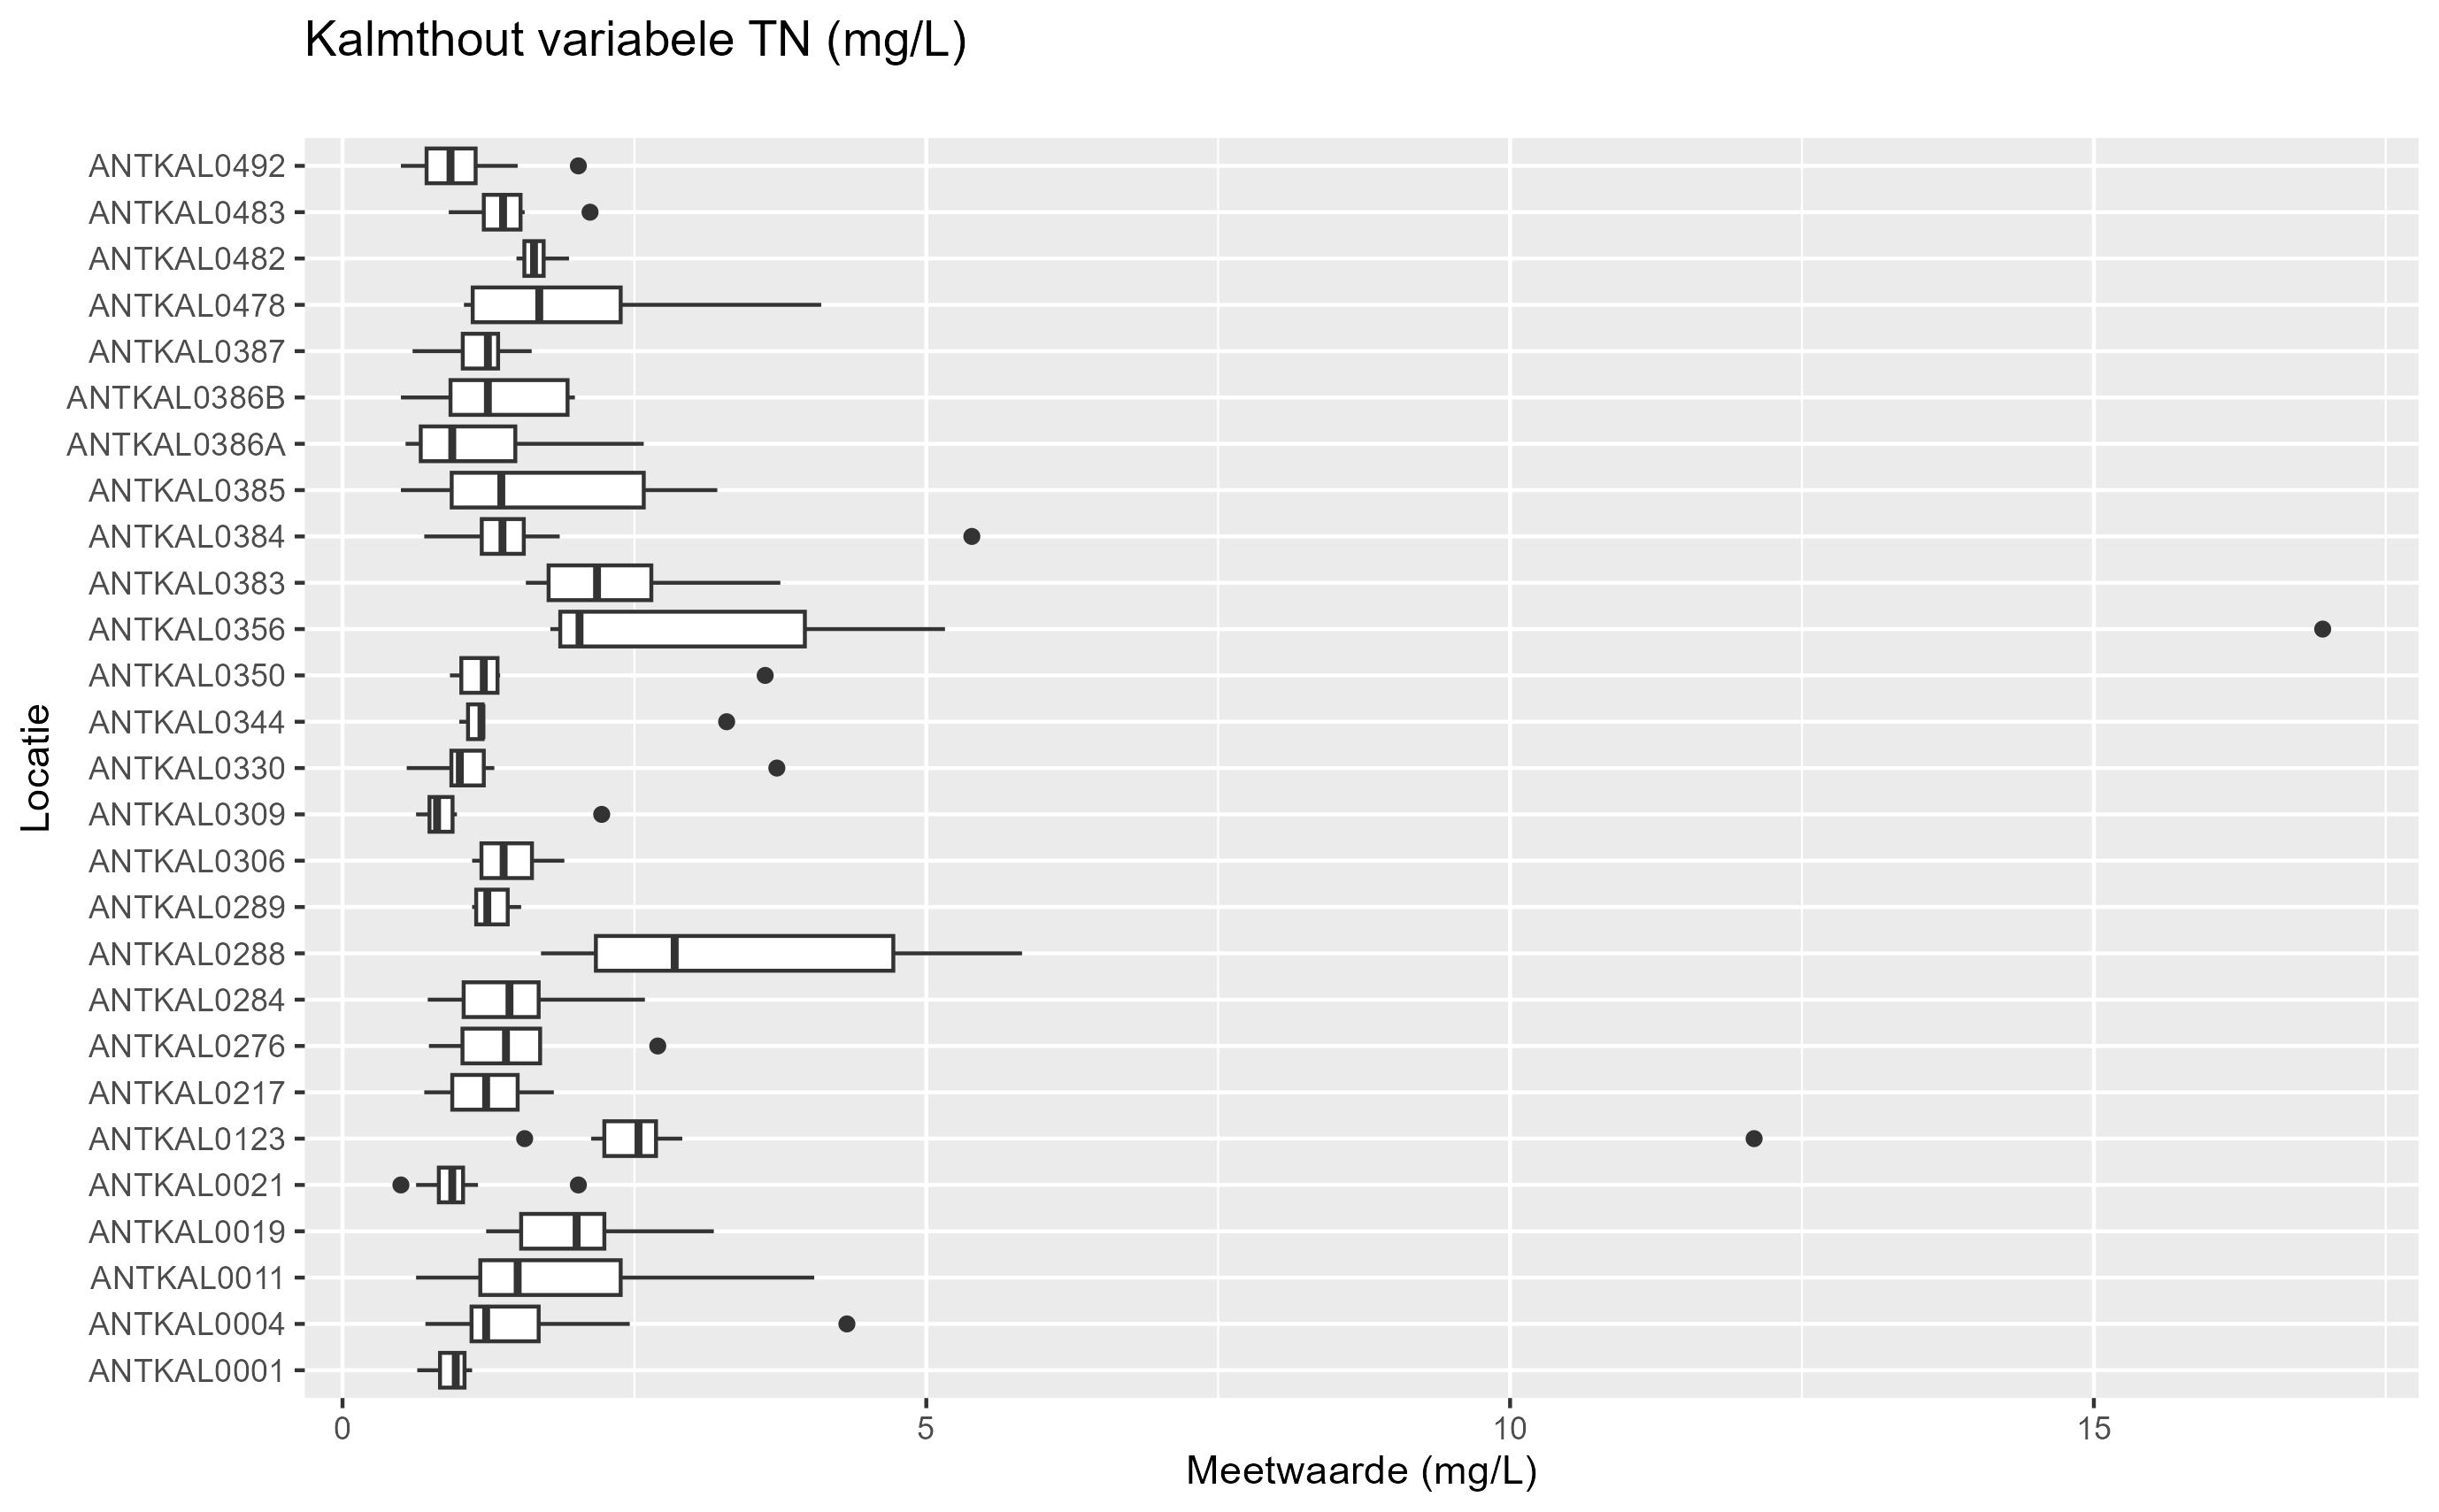 Kalmthout variabele TN (mg/L)
ANTKAL0492
ANTKAL0483
ANTKAL0482
ANTKAL0478
ANTKAL0387
ANTKAL0386B
ANTKAL0386A
ANTKAL0385
ANTKAL0384
ANTKAL0383
ANTKAL0356
ANTKAL0350
ANTKAL0344
ANTKAL0330
ANTKAL0309
ANTKAL0306
ANTKAL0289
ANTKAL0288
ANTKAL0284
ANTKAL0276
ANTKAL0217
ANTKAL0123
ANTKAL0021
ANTKAL0019
ANTKAL0011
ANTKAL0004
ANTKAL0001
Locatie
0 5 10 15
Meetwaarde (mg/L)